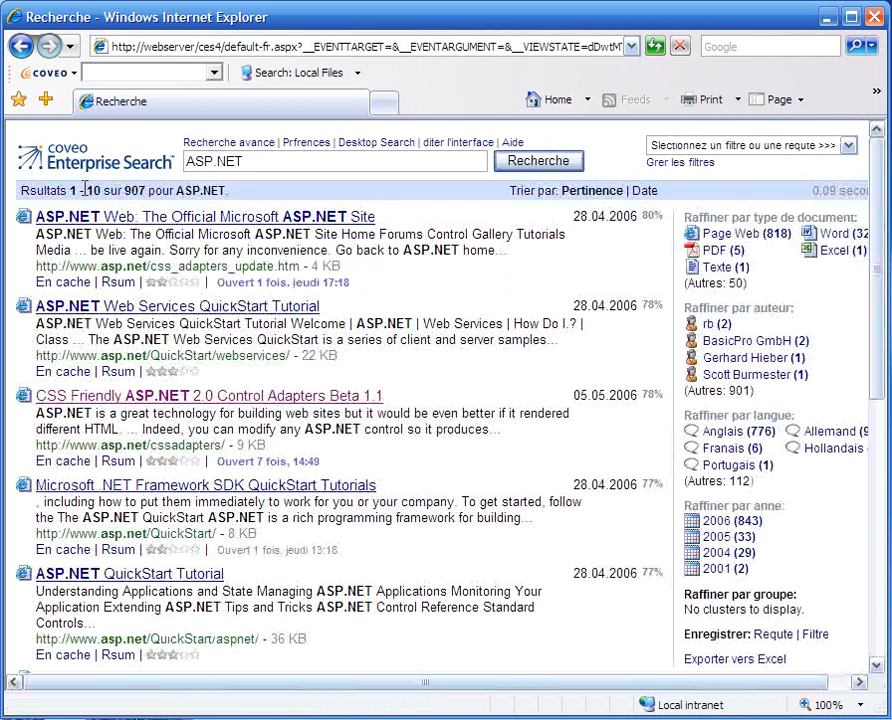 Recherche - Windows Internet Explorer
http://webserver/ces4/default-fr.aspx?__EVENTTARGET=&__EVENTARGUMENT=&__VIEWSTATE=dDwtM
Google
coveo
Search: Local Files
Recherche
Home
Feeds
Print
Page
»
coveo
Enterprise Search™
Recherche avance | Prfrences | Desktop Search | diter l'interface | Aide
ASP.NET
Recherche
Slectionnez un filtre ou une requte >>>
Grer les filtres
Rsultats 1 - 10 sur 907 pour ASP.NET.
Trier par: Pertinence | Date
0.09 secon
ASP.NET Web: The Official Microsoft ASP.NET Site
28.04.2006 80%
ASP.NET Web: The Official Microsoft ASP.NET Site Home Forums Control Gallery Tutorials
Media ... be live again. Sorry for any inconvenience. Go back to ASP.NET home...
http://www.asp.net/css_adapters_update.htm - 4 KB
En cache | Rsum | Ouvert 1 fois, jeudi 17:18
ASP.NET Web Services QuickStart Tutorial
28.04.2006 78%
ASP.NET Web Services QuickStart Tutorial Welcome | ASP.NET | Web Services | How Do I.? |
Class ... The ASP.NET Web Services QuickStart is a series of client and server samples...
http://www.asp.net/QuickStart/webservices/ - 22 KB
En cache | Rsum |
CSS Friendly ASP.NET 2.0 Control Adapters Beta 1.1
05.05.2006 78%
ASP.NET is a great technology for building web sites but it would be even better if it rendered
different HTML. ... Indeed, you can modify any ASP.NET control so it produces...
http://www.asp.net/cssadapters/ - 9 KB
En cache | Rsum | Ouvert 7 fois, 14:49
Microsoft .NET Framework SDK QuickStart Tutorials
28.04.2006 77%
, including how to put them immediately to work for you or your company. To get started, follow
the The ASP.NET QuickStart ASP.NET is a rich programming framework for building...
http://www.asp.net/QuickStart/ - 8 KB
En cache | Rsum | Ouvert 1 fois, jeudi 13:18
ASP.NET QuickStart Tutorial
28.04.2006 77%
Understanding Applications and State Managing ASP.NET Applications Monitoring Your
Application Extending ASP.NET Tips and Tricks ASP.NET Control Reference Standard
Controls...
http://www.asp.net/QuickStart/aspnet/ - 36 KB
En cache | Rsum |
Raffiner par type de document:
Page Web (818) Word (32
PDF (5) Excel (1)
Texte (1)
(Autres: 50)
Raffiner par auteur:
rb (2)
BasicPro GmbH (2)
Gerhard Hieber (1)
Scott Burmester (1)
(Autres: 901)
Raffiner par langue:
Anglais (776) Allemand (9
Franais (6) Hollandais
Portugais (1)
(Autres: 112)
Raffiner par anne:
2006 (843)
2005 (33)
2004 (29)
2001 (2)
Raffiner par groupe:
No clusters to display.
Enregistrer: Requte | Filtre
Exporter vers Excel
Local intranet
100%